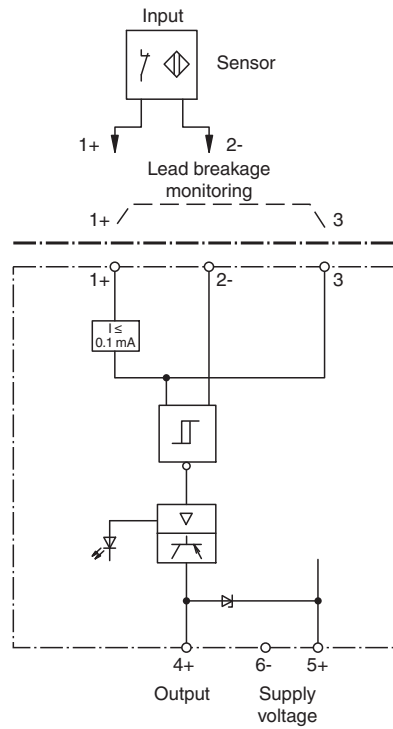 Input
Sensor
1+ 2-
Lead breakage
monitoring
1+ 3
1+ 2- 3
I ≤
0.1 mA
4+ 6- 5+
Output Supply
voltage